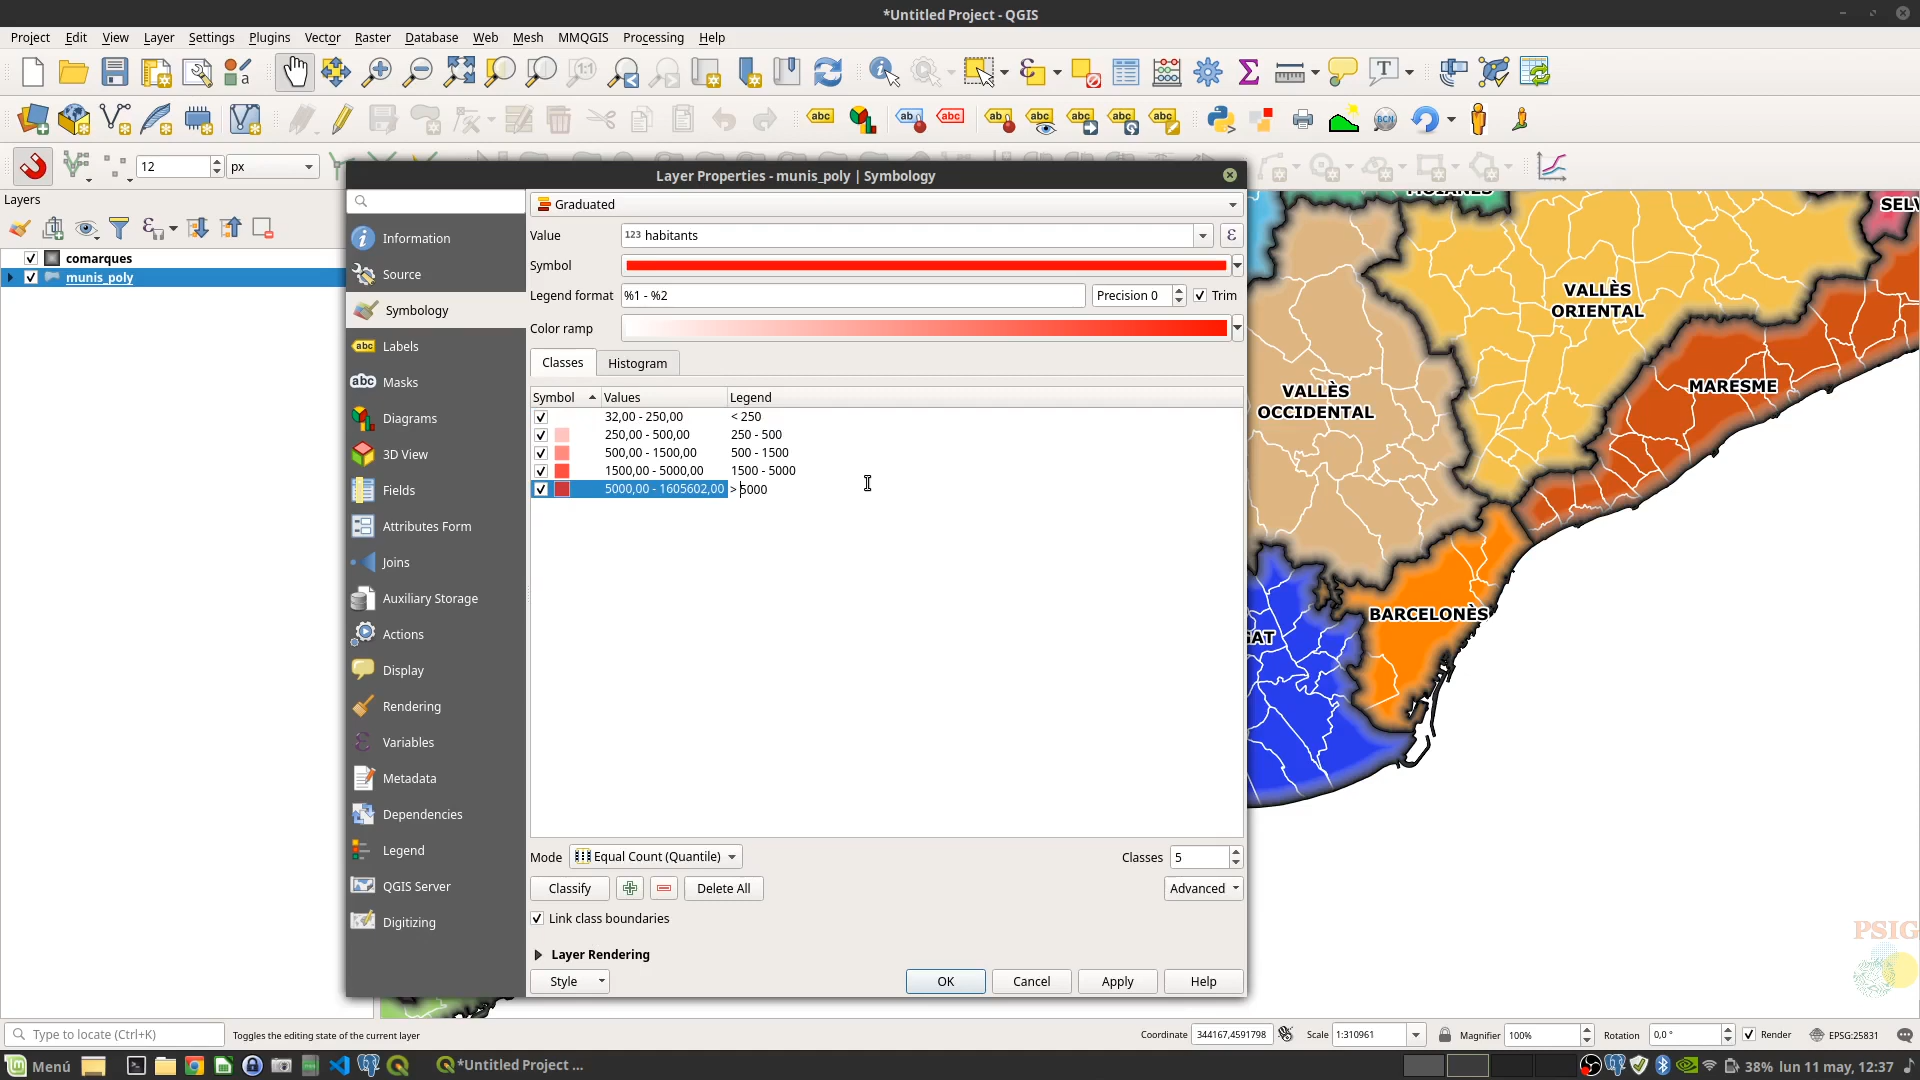 *Untitled Project - QGIS
Project Edit View Layer Settings Plugins Vector Raster Database Web Mesh MMQGIS Processing Help
12 px
Layers
comarques
munis_poly
Layer Properties - munis_poly | Symbology
Information
Source
Symbology
Labels
Masks
Diagrams
3D View
Fields
Attributes Form
Joins
Auxiliary Storage
Actions
Display
Rendering
Variables
Metadata
Dependencies
Legend
QGIS Server
Digitizing
Graduated
Value 123 habitants
Symbol
Legend format %1 - %2 Precision 0 Trim
Color ramp
Classes Histogram
Symbol Values Legend
32,00 - 250,00 < 250
250,00 - 500,00 250 - 500
500,00 - 1500,00 500 - 1500
1500,00 - 5000,00 1500 - 5000
5000,00 - 1605602,00 > 5000
Mode Equal Count (Quantile) Classes 5
Classify Delete All Advanced
Link class boundaries
Layer Rendering
Style OK Cancel Apply Help
SELV
VALLÈS
ORIENTAL
MARESME
VALLÈS
OCCIDENTAL
BARCELONÈS
GAT
PSIG
Type to locate (Ctrl+K) Toggles the editing state of the current layer Coordinate 344167,4591798 Scale 1:310961 Magnifier 100% Rotation 0,0 ° Render EPSG:25831
Menú *Untitled Project ... 38% lun 11 may, 12:37